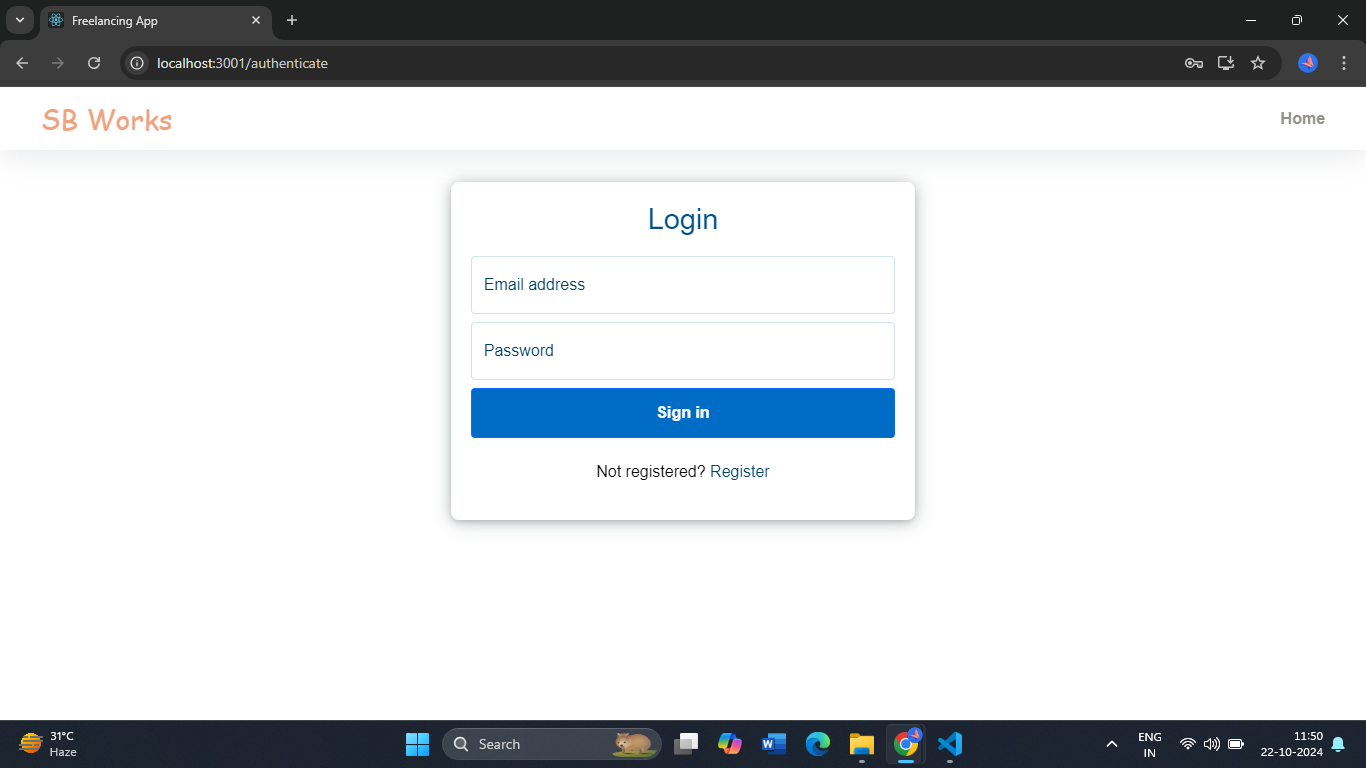 Freelancing App
localhost:3001/authenticate
SB Works
Home
Login
Email address
Password
Sign in
Not registered? Register
31°C
Haze
Search
ENG
IN
11:50
22-10-2024